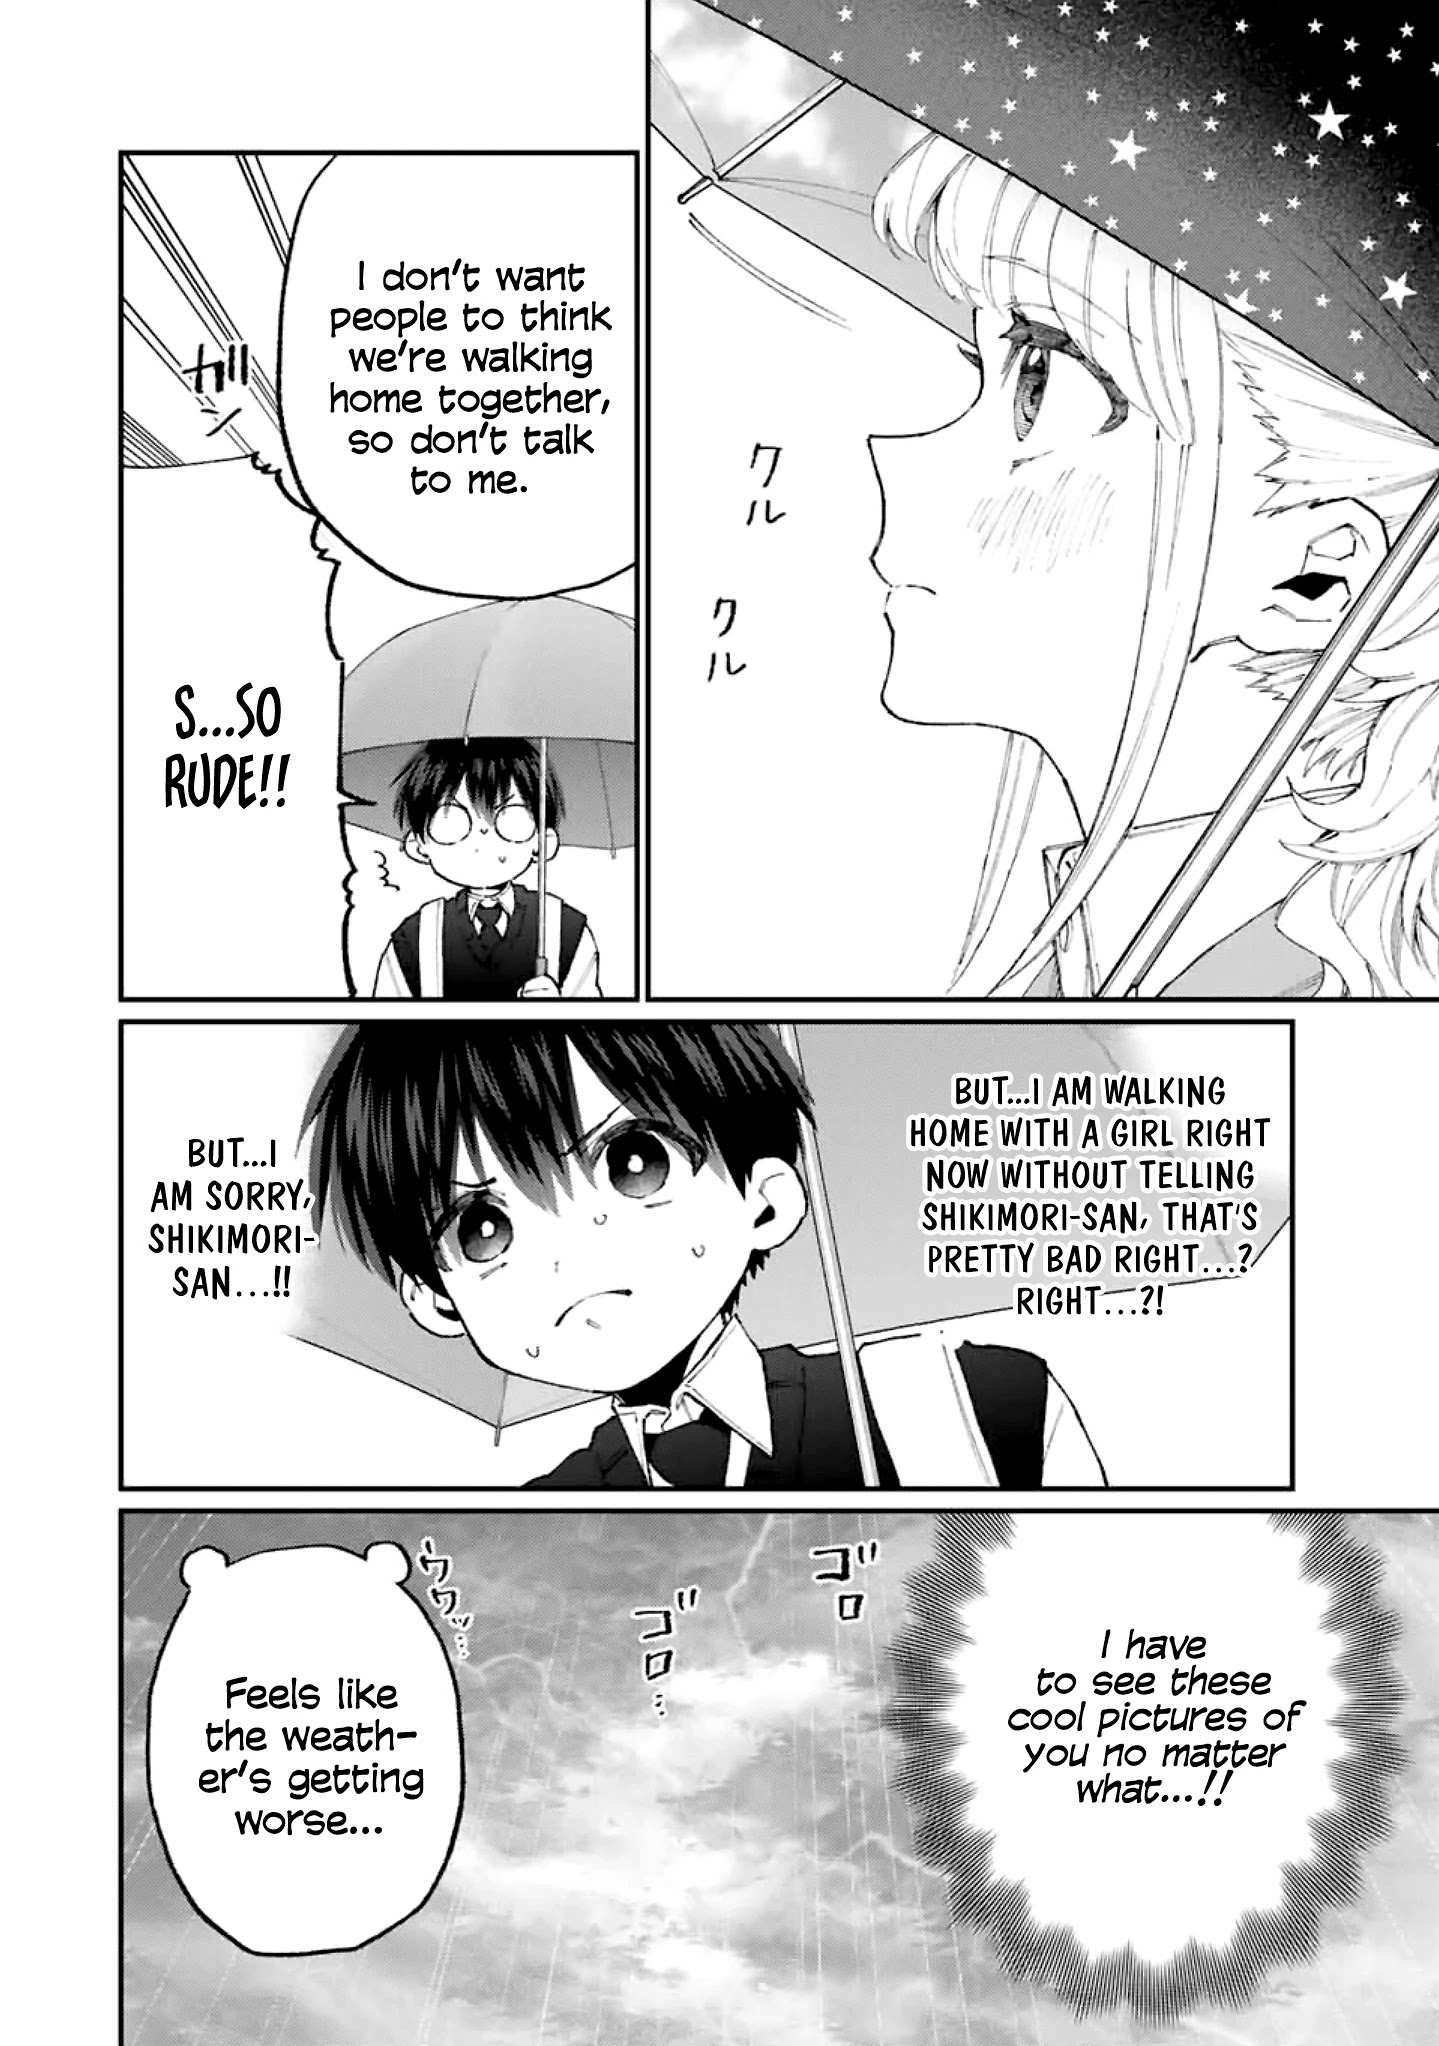 クル
クル
I don't want
people to think
we're walking
home together,
so don't talk
to me.
ガガン
S...SO
RUDE!!
BUT...I AM WALKING
HOME WITH A GIRL RIGHT
NOW WITHOUT TELLING
SHIKIMORI-SAN, THAT'S
PRETTY BAD RIGHT...?
RIGHT...?!
BUT...I
AM SORRY,
SHIKIMORI-
SAN...!!
I have
to see these
cool pictures of
you no matter
what...!!
ゴロ
ゴロ...
ウワッ...
Feels like
the weath-
er's getting
worse...